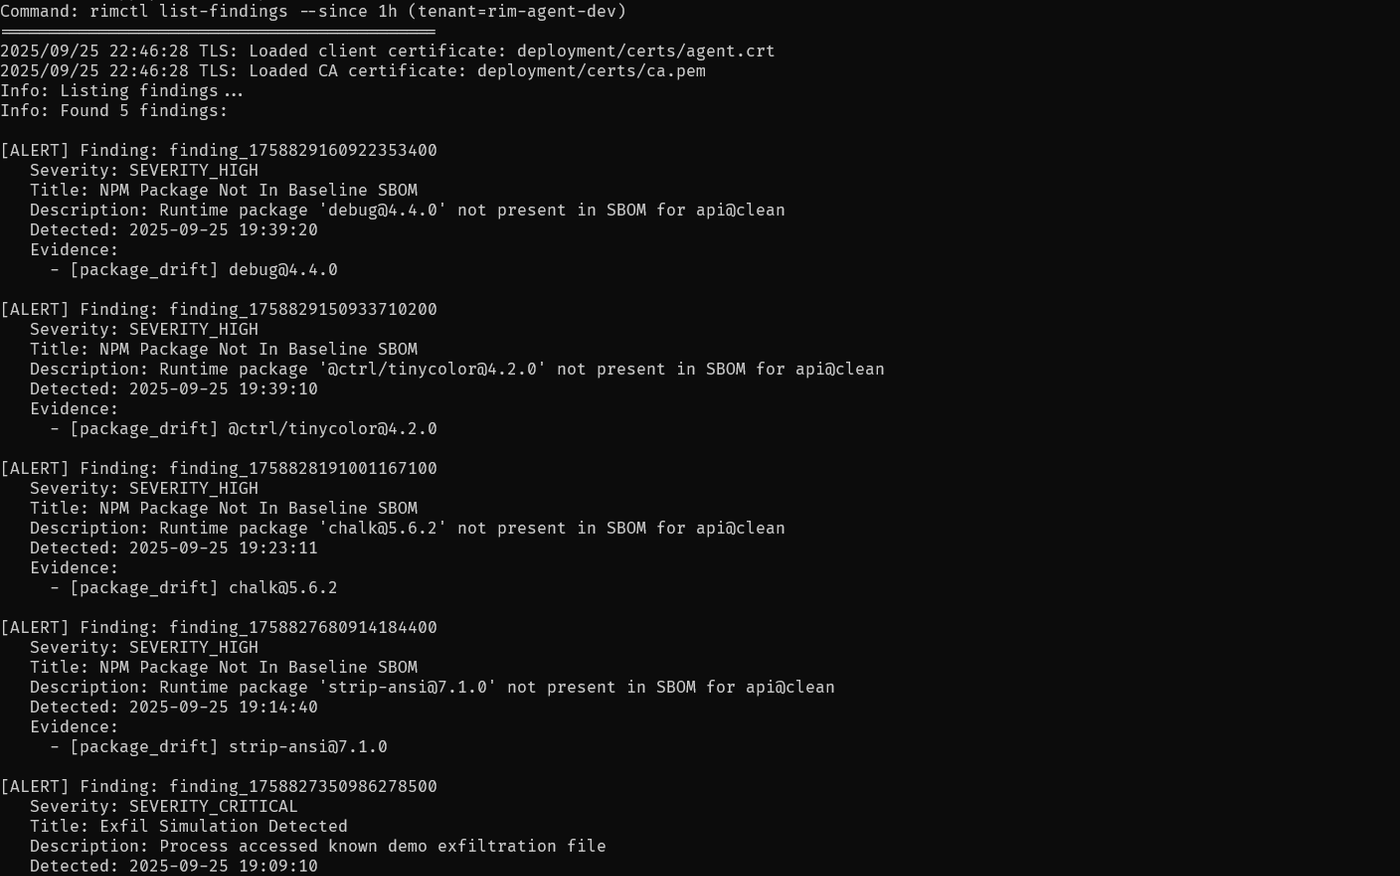 Command: rimctl list-findings --since 1h (tenant=rim-agent-dev)
════════════════════════════════════════════
2025/09/25 22:46:28 TLS: Loaded client certificate: deployment/certs/agent.crt
2025/09/25 22:46:28 TLS: Loaded CA certificate: deployment/certs/ca.pem
Info: Listing findings...
Info: Found 5 findings:

[ALERT] Finding: finding_1758829160922353400
   Severity: SEVERITY_HIGH
   Title: NPM Package Not In Baseline SBOM
   Description: Runtime package 'debug@4.4.0' not present in SBOM for api@clean
   Detected: 2025-09-25 19:39:20
   Evidence:
     - [package_drift] debug@4.4.0

[ALERT] Finding: finding_1758829150933710200
   Severity: SEVERITY_HIGH
   Title: NPM Package Not In Baseline SBOM
   Description: Runtime package '@ctrl/tinycolor@4.2.0' not present in SBOM for api@clean
   Detected: 2025-09-25 19:39:10
   Evidence:
     - [package_drift] @ctrl/tinycolor@4.2.0

[ALERT] Finding: finding_1758828191001167100
   Severity: SEVERITY_HIGH
   Title: NPM Package Not In Baseline SBOM
   Description: Runtime package 'chalk@5.6.2' not present in SBOM for api@clean
   Detected: 2025-09-25 19:23:11
   Evidence:
     - [package_drift] chalk@5.6.2

[ALERT] Finding: finding_1758827680914184400
   Severity: SEVERITY_HIGH
   Title: NPM Package Not In Baseline SBOM
   Description: Runtime package 'strip-ansi@7.1.0' not present in SBOM for api@clean
   Detected: 2025-09-25 19:14:40
   Evidence:
     - [package_drift] strip-ansi@7.1.0

[ALERT] Finding: finding_1758827350986278500
   Severity: SEVERITY_CRITICAL
   Title: Exfil Simulation Detected
   Description: Process accessed known demo exfiltration file
   Detected: 2025-09-25 19:09:10